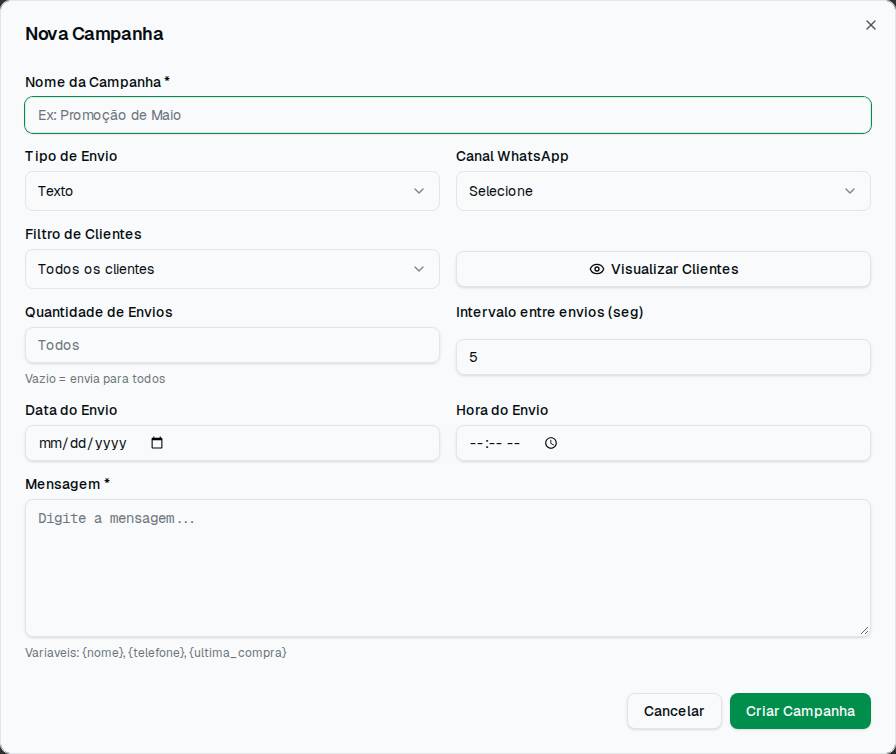 Nova Campanha
Nome da Campanha *
Ex: Promoção de Maio
Tipo de Envio
Canal WhatsApp
Texto
Selecione
Filtro de Clientes
Todos os clientes
Visualizar Clientes
Quantidade de Envios
Intervalo entre envios (seg)
Todos
5
Vazio = envia para todos
Data do Envio
Hora do Envio
mm/dd/yyyy
--:-- --
Mensagem *
Digite a mensagem...
Variaveis: {nome}, {telefone}, {ultima_compra}
Cancelar
Criar Campanha